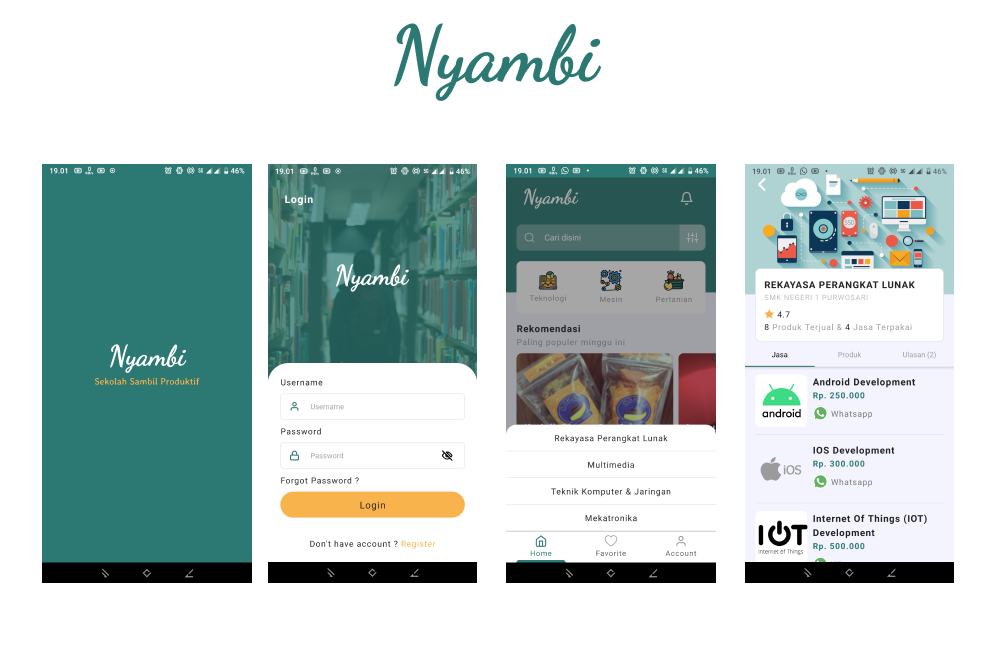 Nyambi
19.01
46%
Nyambi
Sekolah Sambil Produktif
19.01
46%
Login
Nyambi
Username
Username
Password
Password
Forgot Password ?
Login
Don't have account ? Register
19.01
46%
Nyambi
Cari disini
Teknologi
Mesin
Pertanian
Rekomendasi
Paling populer minggu ini
Rekayasa Perangkat Lunak
Multimedia
Teknik Komputer & Jaringan
Mekatronika
Home
Favorite
Account
19.01
46%
SSD
REKAYASA PERANGKAT LUNAK
SMK NEGERI 1 PURWOSARI
4.7
8 Produk Terjual & 4 Jasa Terpakai
Jasa
Produk
Ulasan (2)
android
Android Development
Rp. 250.000
Whatsapp
iOS
IOS Development
Rp. 300.000
Whatsapp
IOT
Internet of Things
Internet Of Things (IOT)
Development
Rp. 500.000